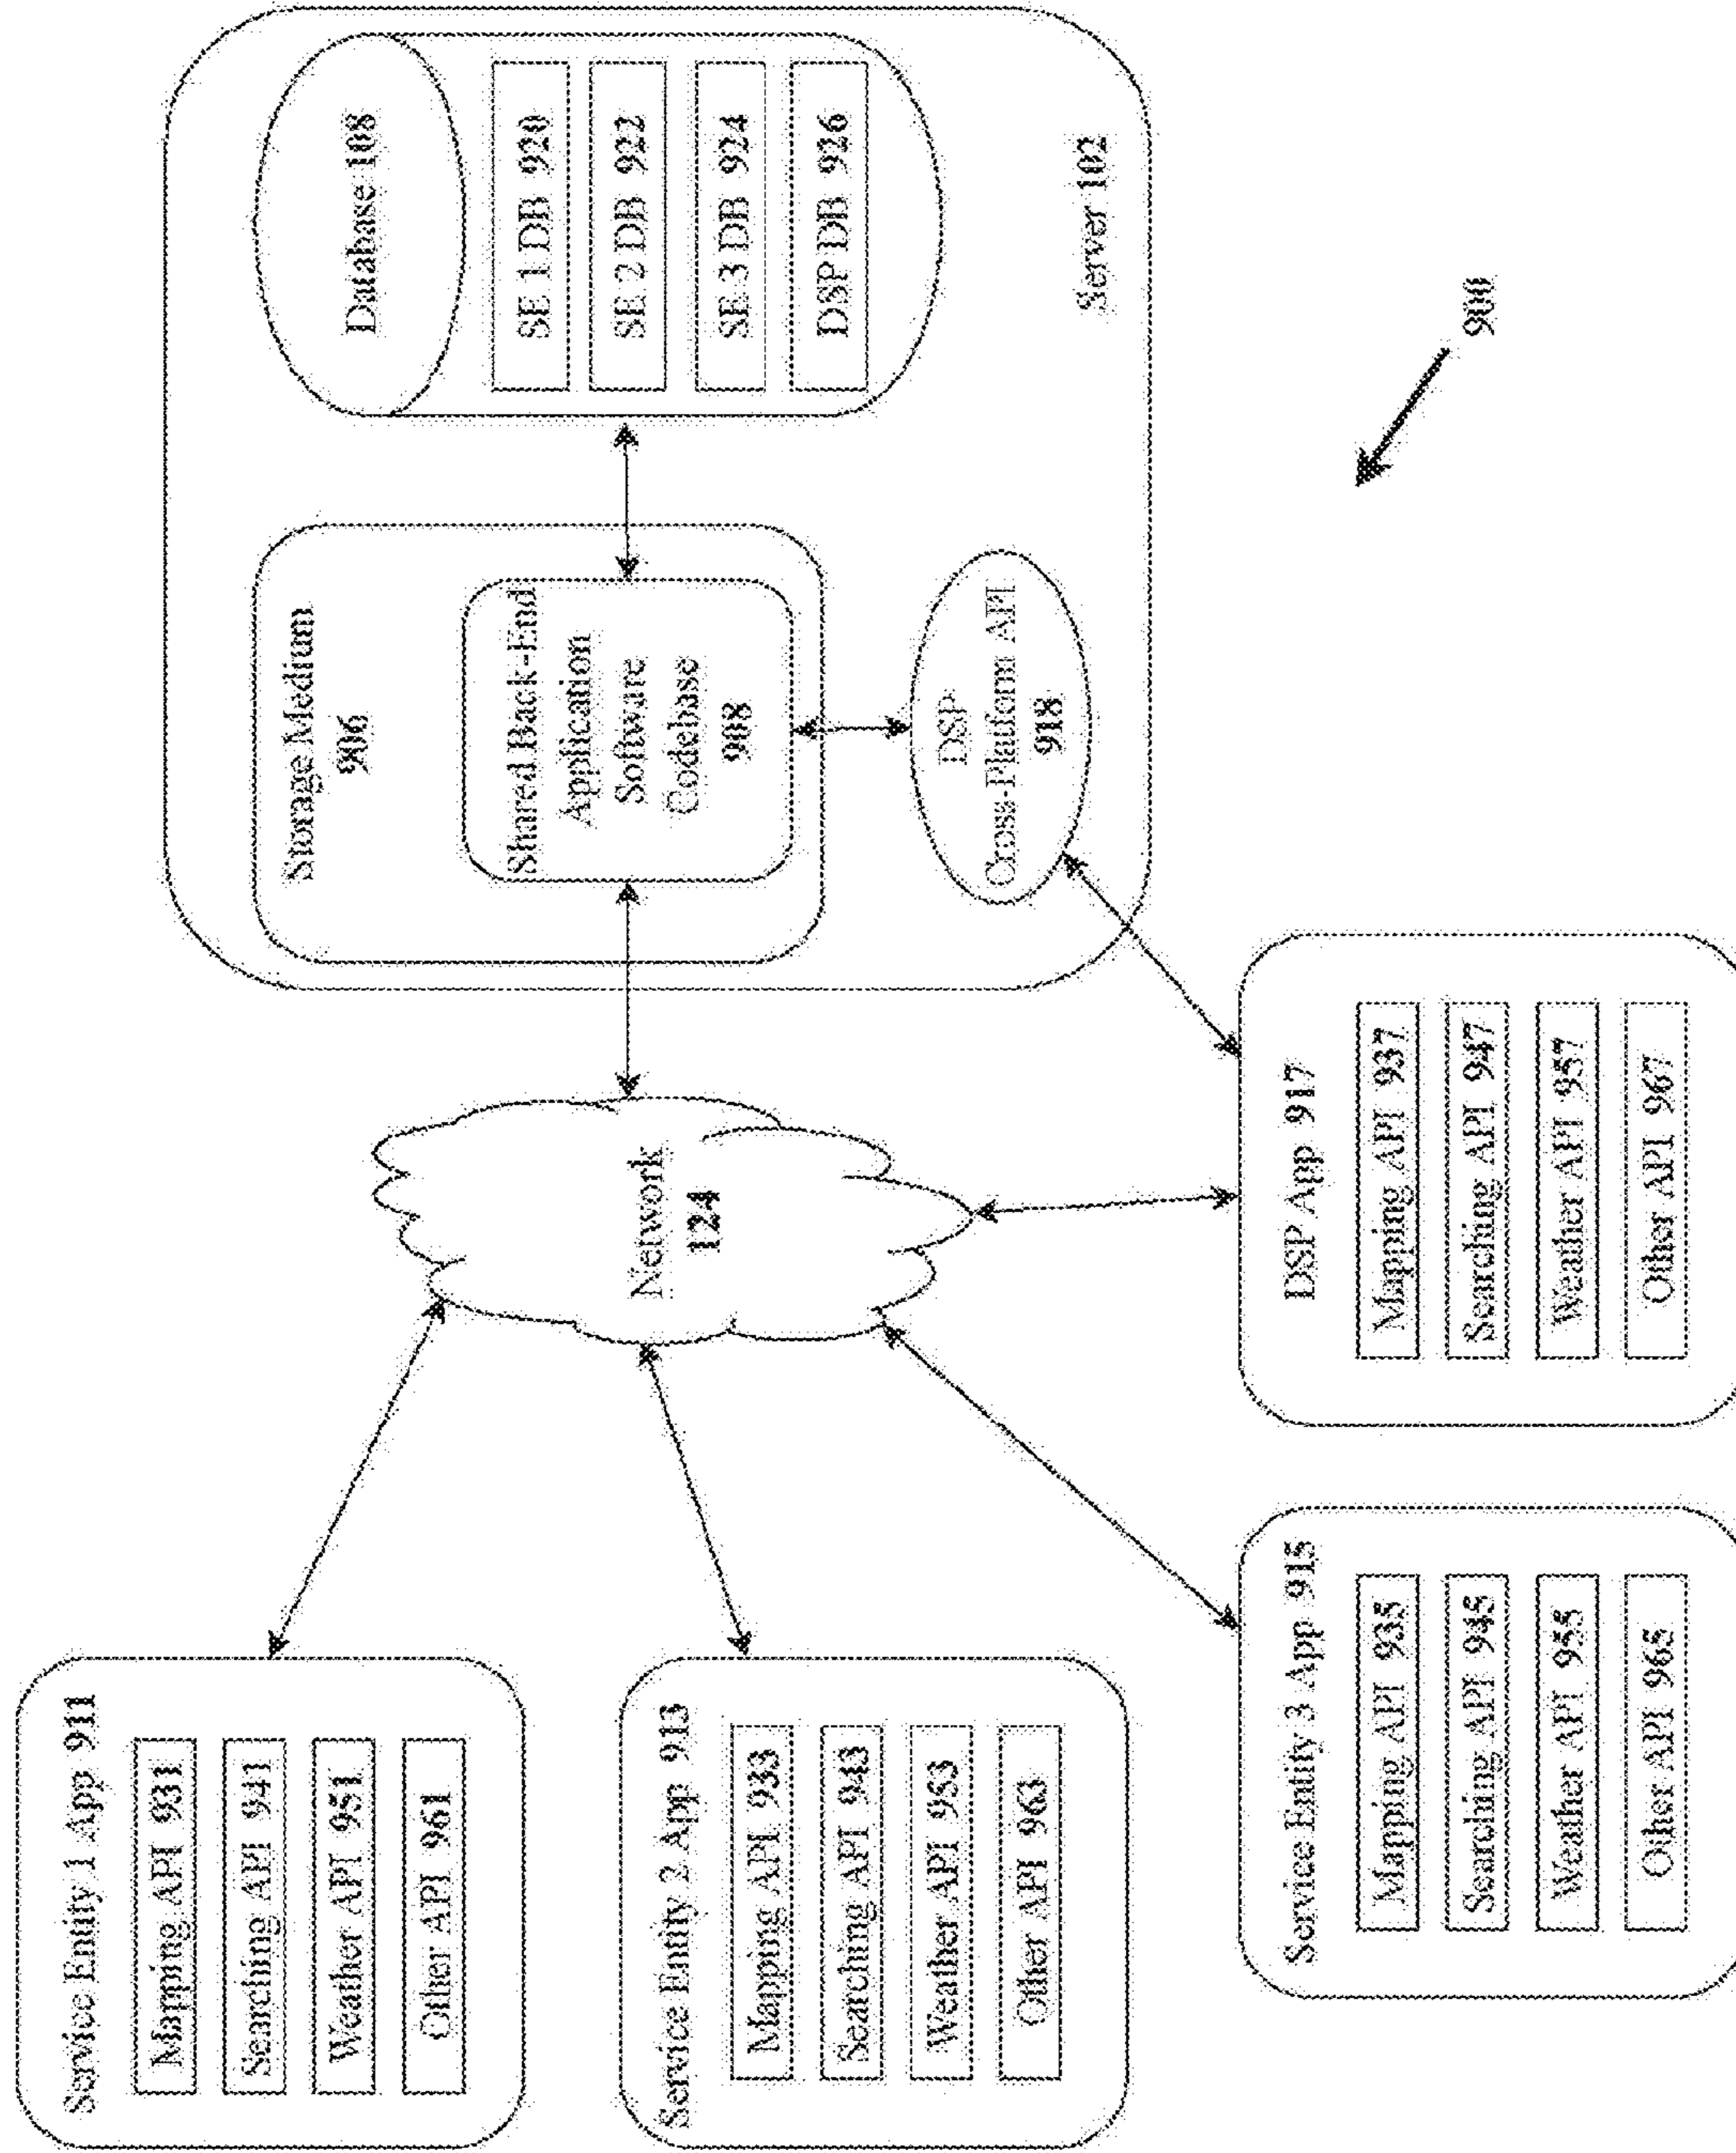 Service Entity 1 App 911
Mapping API 931
Searching API 941
Weather API 951
Other API 961
Service Entity 2 App 913
Mapping API 933
Searching API 943
Weather API 953
Other API 963
Service Entity 3 App 915
Mapping API 935
Searching API 945
Weather API 955
Other API 965
DSP App 917
Mapping API 937
Searching API 947
Weather API 957
Other API 967
Network
124
Storage Medium
906
Shared Back-End
Application
Software
Codebase
908
DSP
Cross-Platform API
918
Database 108
SE 1 DB 920
SE 2 DB 922
SE 3 DB 924
DSP DB 926
Server 102
900